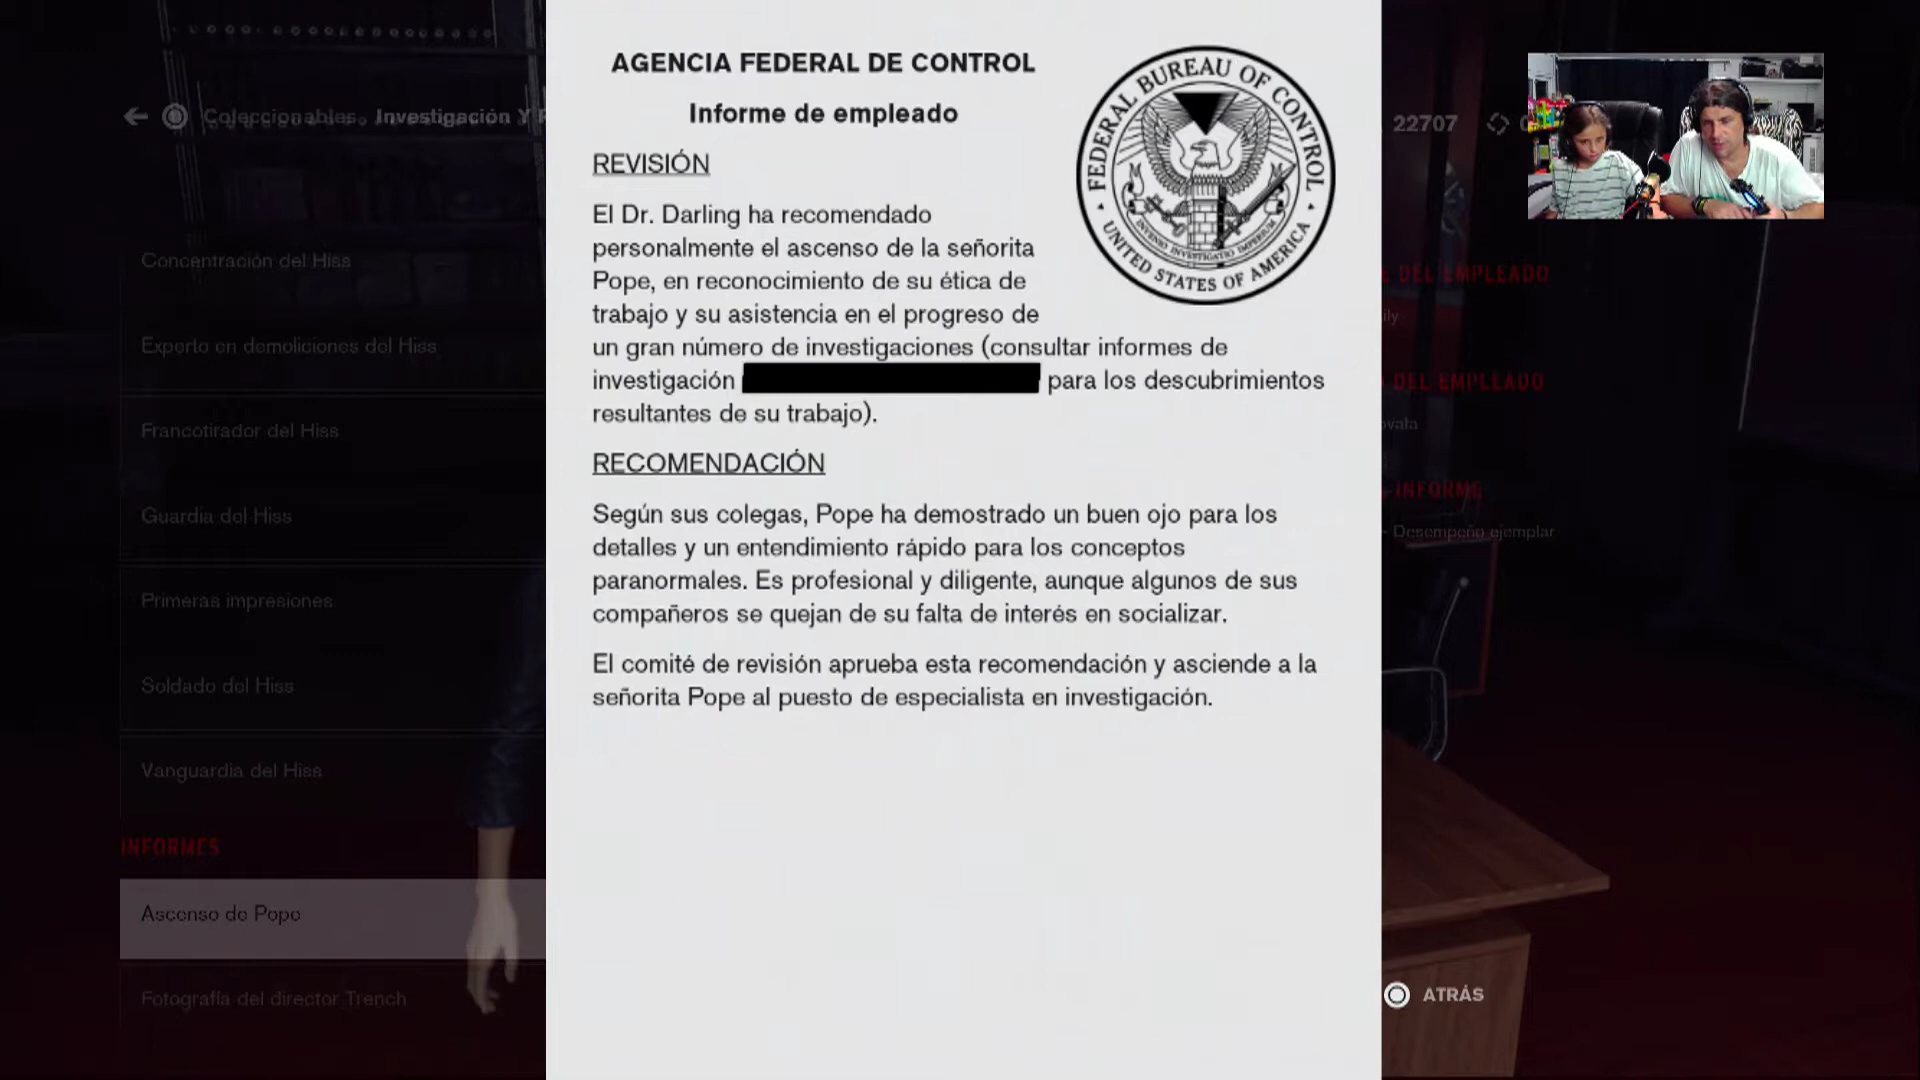 AGENCIA FEDERAL DE CONTROL
Informe de empleado
REVISIÓN
El Dr. Darling ha recomendado
personalmente el ascenso de la señorita
Pope, en reconocimiento de su ética de
trabajo y su asistencia en el progreso de
un gran número de investigaciones (consultar informes de
investigación para los descubrimientos
resultantes de su trabajo).
RECOMENDACIÓN
Según sus colegas, Pope ha demostrado un buen ojo para los
detalles y un entendimiento rápido para los conceptos
paranormales. Es profesional y diligente, aunque algunos de sus
compañeros se quejan de su falta de interés en socializar.
El comité de revisión aprueba esta recomendación y asciende a la
señorita Pope al puesto de especialista en investigación.
FEDERAL BUREAU OF CONTROL
INVENIO INVESTIGATIO IMPERIUM
UNITED STATES OF AMERICA
Coleccionables Investigación Y
Concentración del Hiss
Experto en demoliciones del Hiss
Francotirador del Hiss
Guardia del Hiss
Primeras impresiones
Soldado del Hiss
Vanguardia del Hiss
INFORMES
Ascenso de Pope
Fotografía del director Trench
22707
DEL EMPLEADO
DEL EMPLEADO
INFORME
- Desempeño ejemplar
ATRÁS